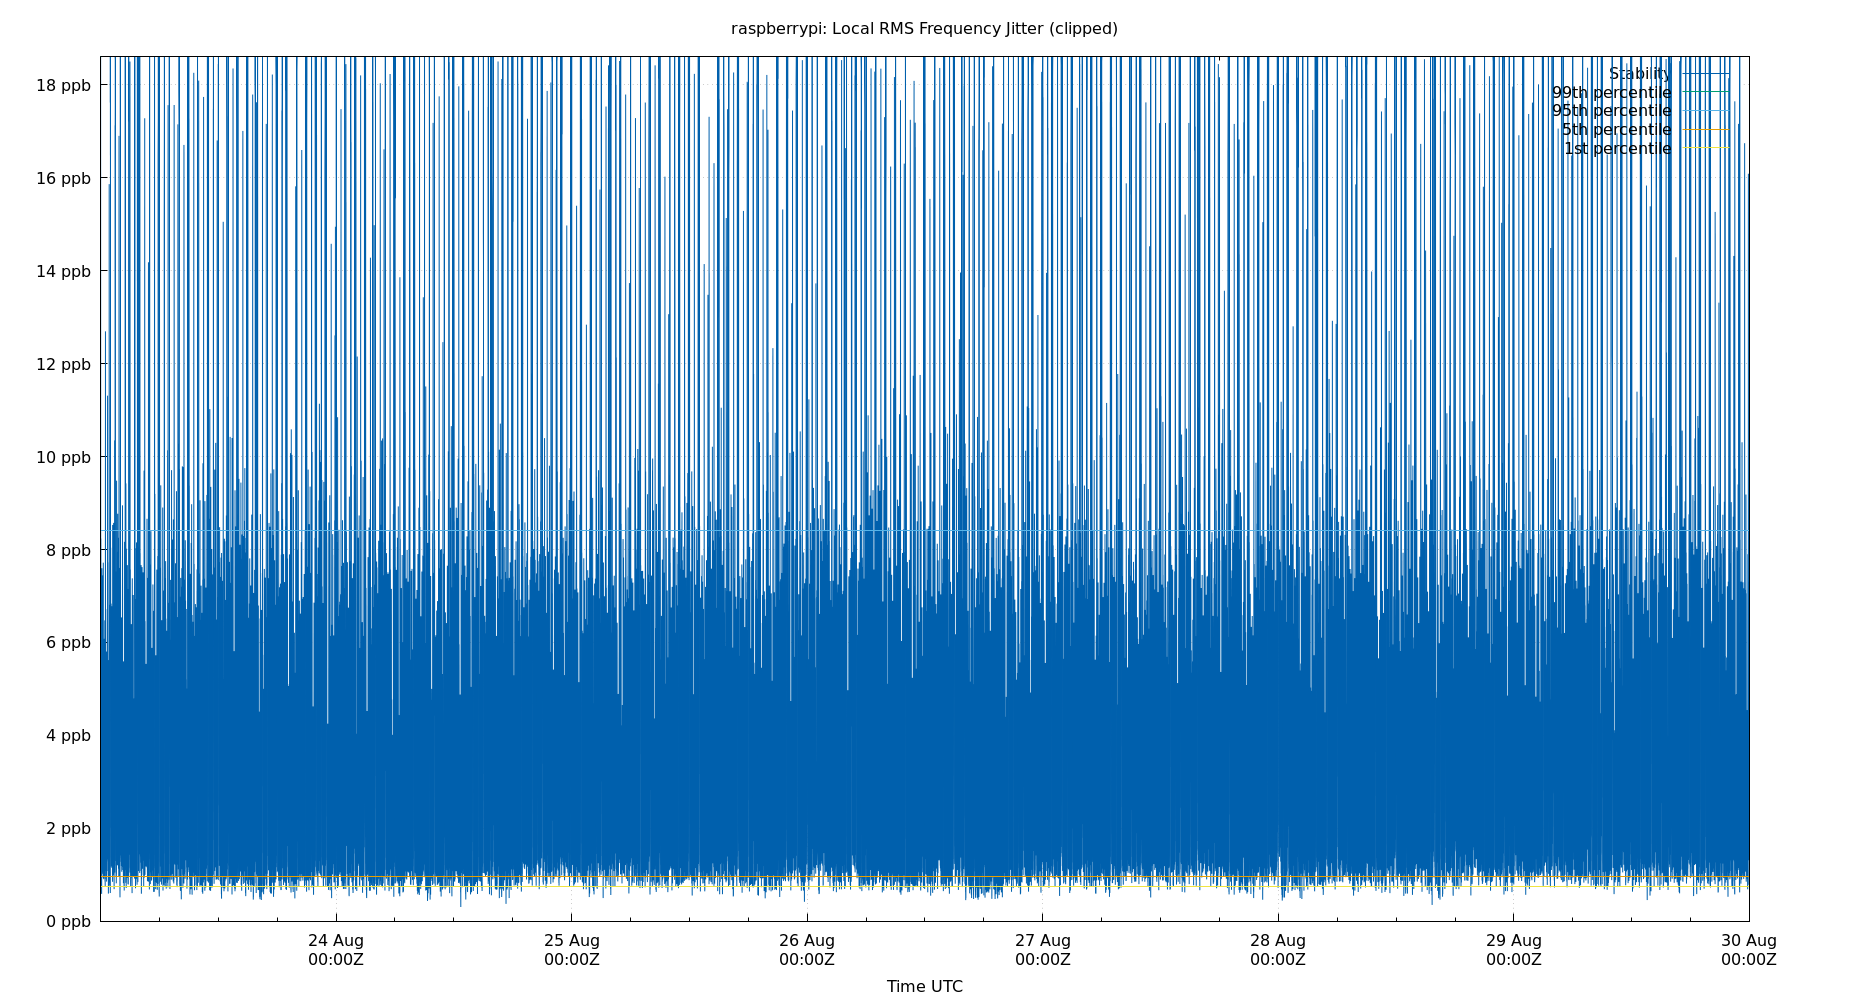 raspberrypi: Local RMS Frequency Jitter (clipped)
18 ppb
16 ppb
14 ppb
12 ppb
10 ppb
8 ppb
6 ppb
4 ppb
2 ppb
0 ppb
Stability
99th percentile
95th percentile
5th percentile
1st percentile
24 Aug
00:00Z
25 Aug
00:00Z
26 Aug
00:00Z
27 Aug
00:00Z
28 Aug
00:00Z
29 Aug
00:00Z
30 Aug
00:00Z
Time UTC